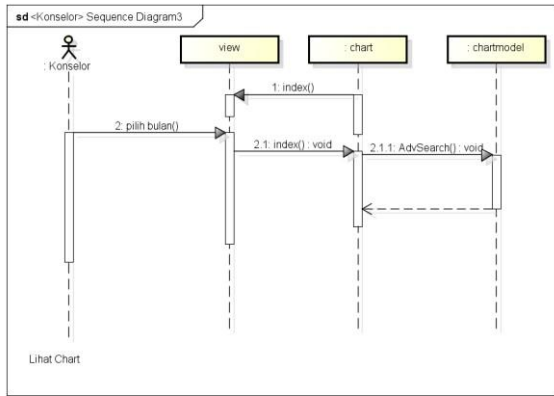 sd <Konselor> Sequence Diagram3
: Konselor
view
: chart
: chartmodel
1: index()
2: pilih bulan()
2.1: index() : void
2.1.1: AdvSearch() : void
Lihat Chart